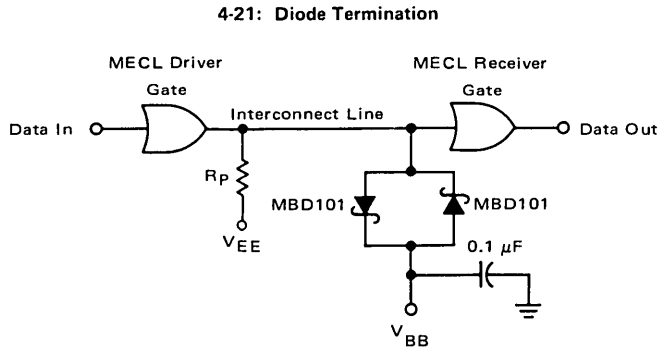 4-21: Diode Termination
MECL Driver
Gate
MECL Receiver
Gate
Data In
Interconnect Line
Data Out
RP
VEE
MBD101
MBD101
0.1 µF
VBB